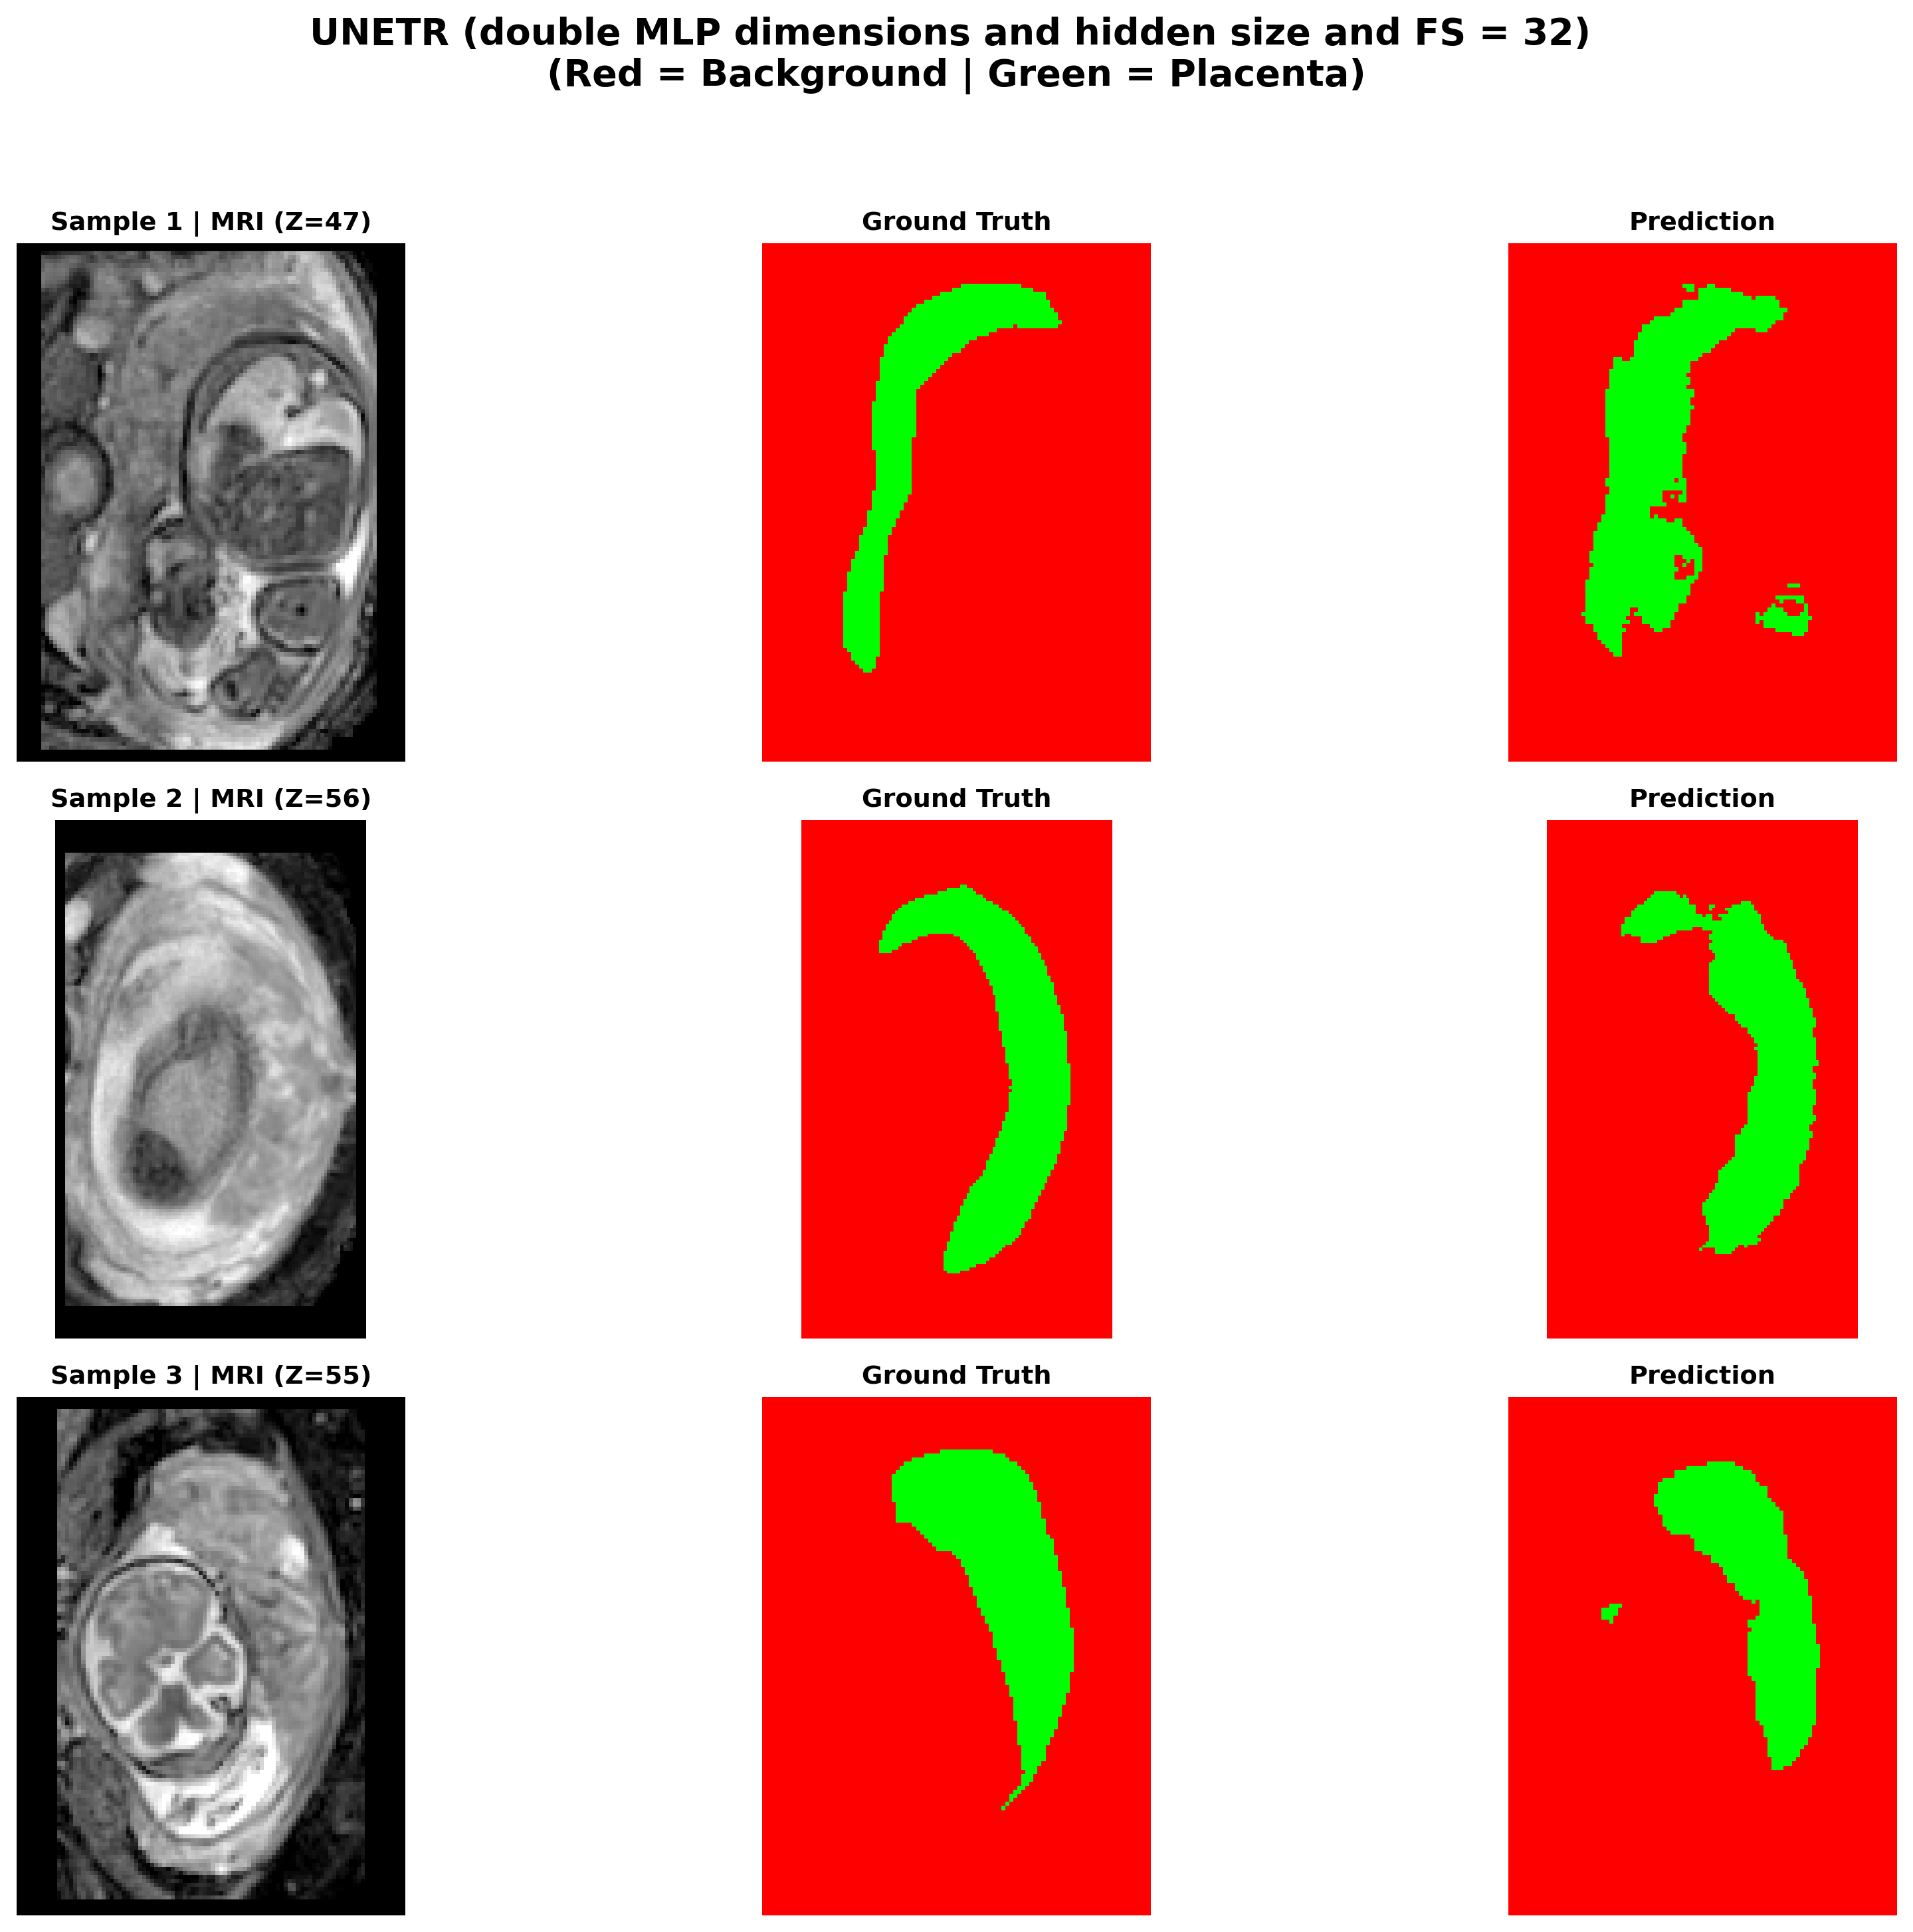 UNETR (double MLP dimensions and hidden size and FS = 32)
(Red = Background | Green = Placenta)
Sample 1 | MRI (Z=47)
Ground Truth
Prediction
Sample 2 | MRI (Z=56)
Ground Truth
Prediction
Sample 3 | MRI (Z=55)
Ground Truth
Prediction